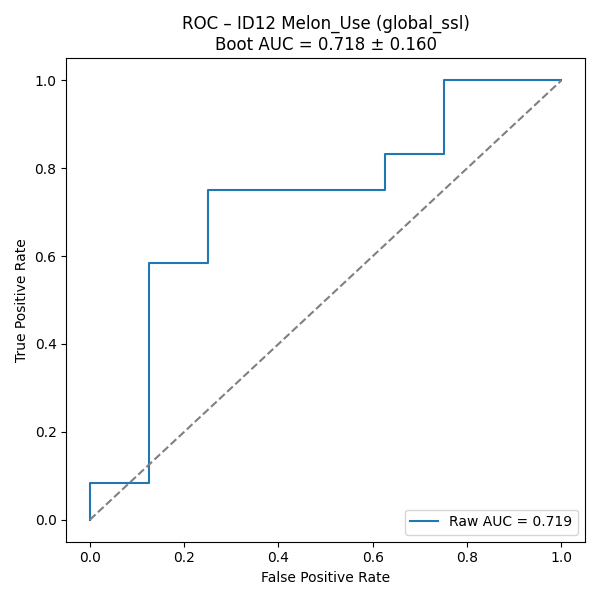 ROC – ID12 Melon_Use (global_ssl)
Boot AUC = 0.718 ± 0.160
True Positive Rate
1.0
0.8
0.6
0.4
0.2
0.0
Raw AUC = 0.719
0.0 0.2 0.4 0.6 0.8 1.0
False Positive Rate